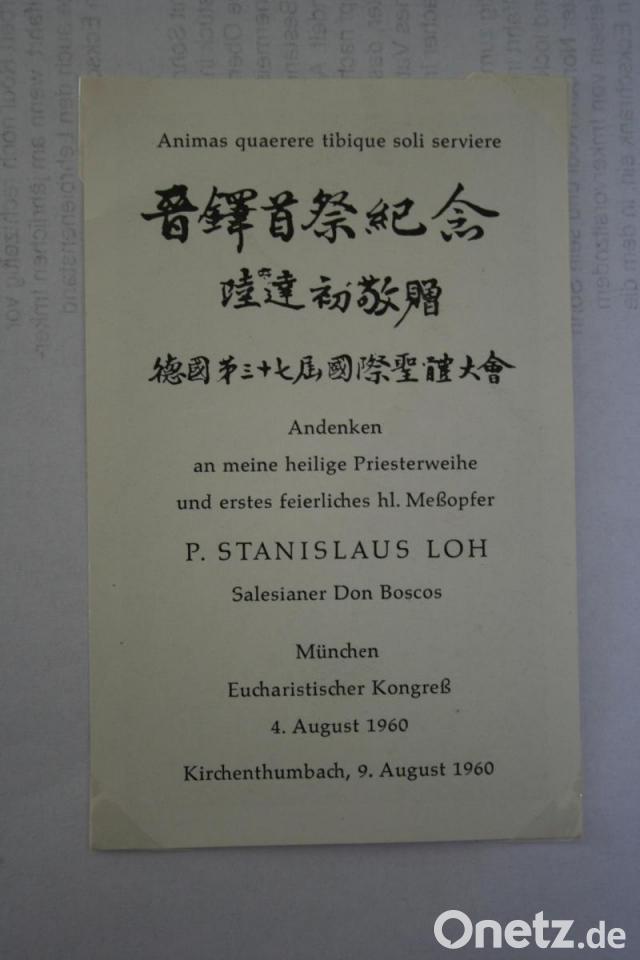 Animas quaerere tibique soli serviere
晉鐸首祭紀念
陸達初敬贈
德國第三十七屆國際聖體大會
Andenken
an meine heilige Priesterweihe
und erstes feierliches hl. Meßopfer
P. STANISLAUS LOH
Salesianer Don Boscos
München
Eucharistischer Kongreß
4. August 1960
Kirchenthumbach, 9. August 1960
Onetz.de